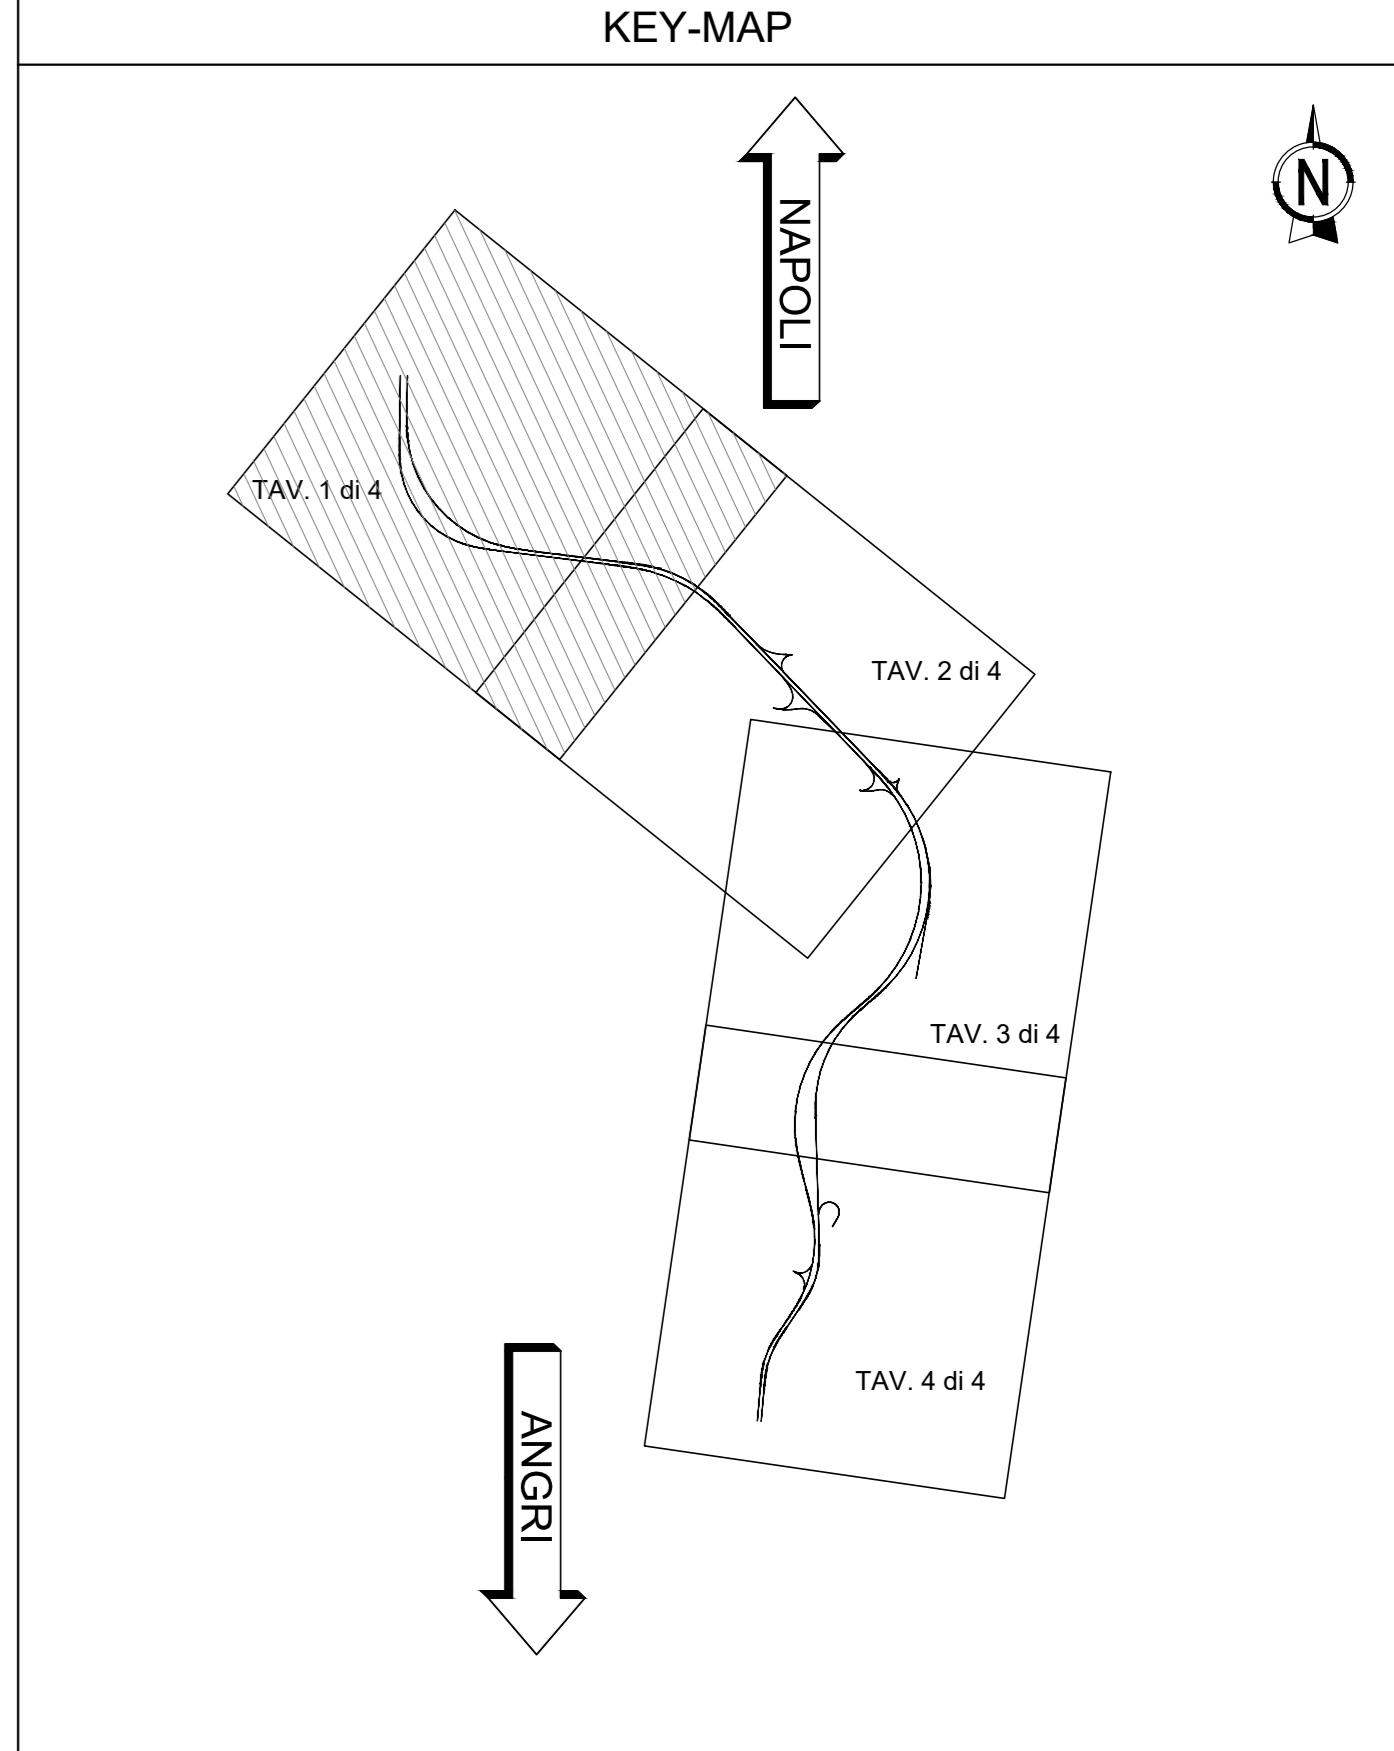 KEY-MAP
N
NAPOLI
TAV. 1 di 4
TAV. 2 di 4
TAV. 3 di 4
TAV. 4 di 4
ANGRI